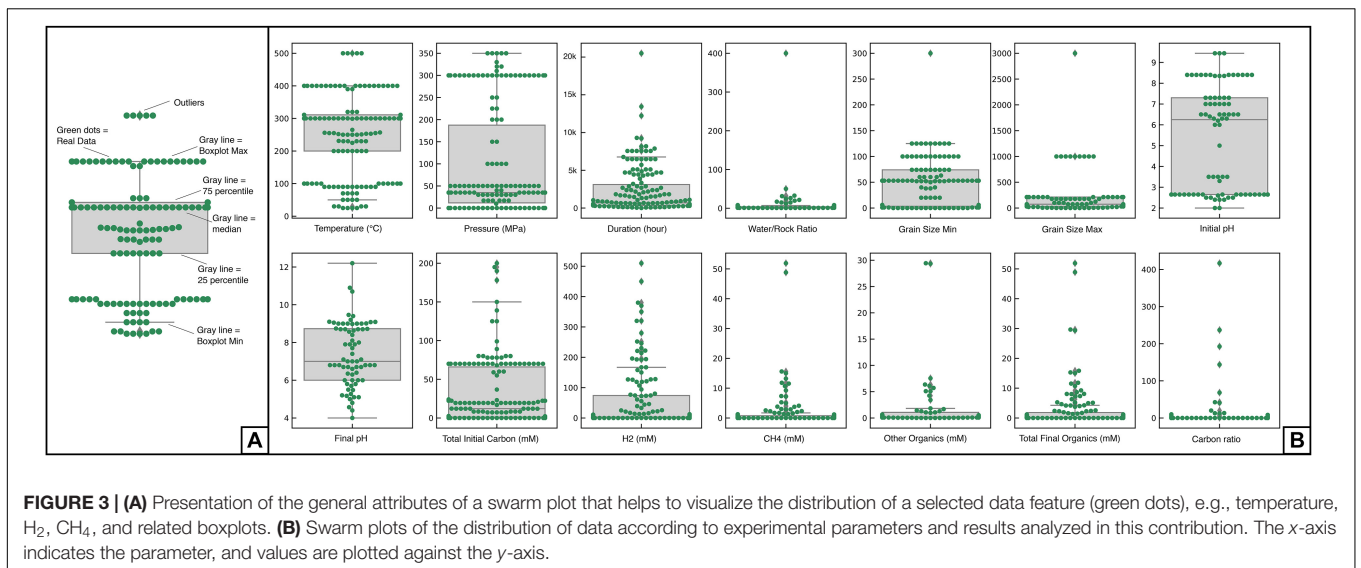 Outliers
Green dots =
Real Data
Gray line =
Boxplot Max
Gray line =
75 percentile
Gray line =
median
Gray line =
25 percentile
Gray line =
Boxplot Min
A
500
400
300
200
100
0
Temperature (°C)
350
300
250
200
150
100
50
0
Pressure (MPa)
20k
15k
10k
5k
0
Duration (hour)
400
300
200
100
0
Water/Rock Ratio
300
250
200
150
100
50
0
Grain Size Min
3000
2500
2000
1500
1000
500
0
Grain Size Max
9
8
7
6
5
4
3
2
Initial pH
12
10
8
6
4
Final pH
200
150
100
50
0
Total Initial Carbon (mM)
500
400
300
200
100
0
H2 (mM)
50
40
30
20
10
0
CH4 (mM)
30
25
20
15
10
5
0
Other Organics (mM)
50
40
30
20
10
0
Total Final Organics (mM)
400
300
200
100
0
Carbon ratio
B
FIGURE 3 | (A) Presentation of the general attributes of a swarm plot that helps to visualize the distribution of a selected data feature (green dots), e.g., temperature,
H₂, CH₄, and related boxplots. (B) Swarm plots of the distribution of data according to experimental parameters and results analyzed in this contribution. The x-axis
indicates the parameter, and values are plotted against the y-axis.